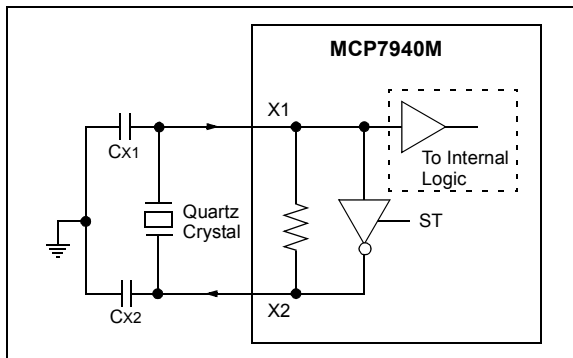 MCP7940M
X1
CX1
To Internal
Logic
Quartz
Crystal
ST
X2
CX2